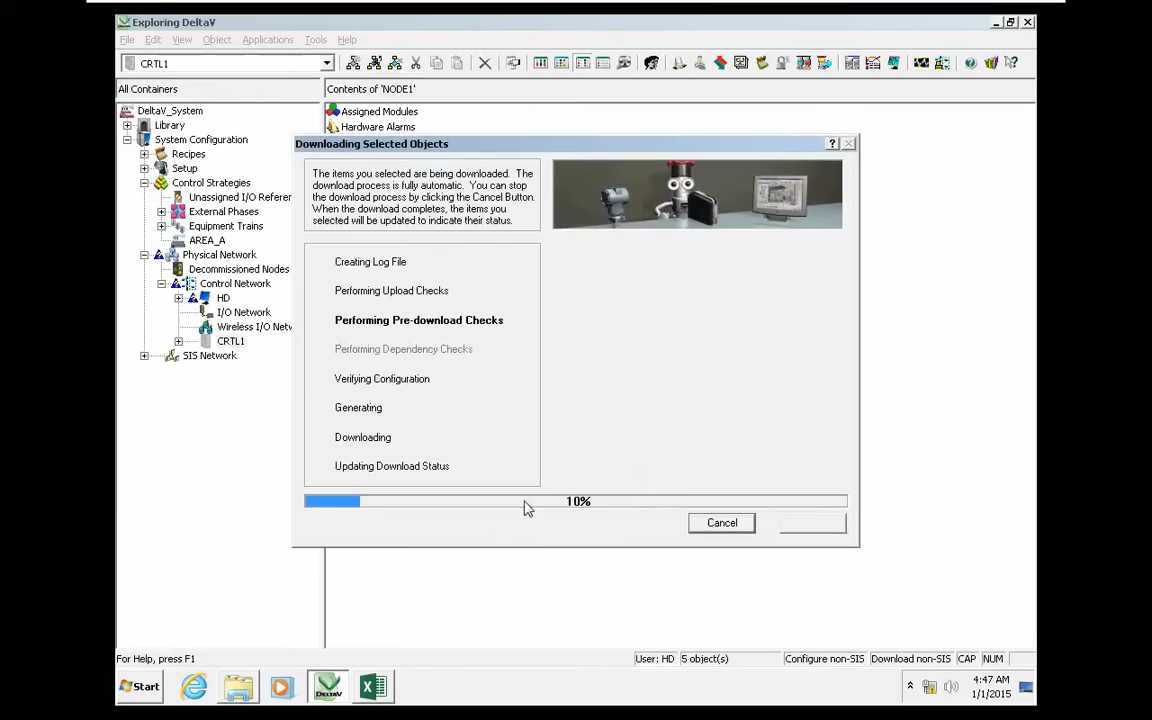 Exploring DeltaV
File Edit View Object Applications Tools Help
CRTL1
All Containers
Contents of 'NODE1'
DeltaV_System
Library
System Configuration
Recipes
Setup
Control Strategies
Unassigned I/O Referen
External Phases
Equipment Trains
AREA_A
Physical Network
Decommissioned Nodes
Control Network
HD
I/O Network
Wireless I/O Netw
CRTL1
SIS Network
Assigned Modules
Hardware Alarms
Downloading Selected Objects
The items you selected are being downloaded. The
download process is fully automatic. You can stop
the download process by clicking the Cancel Button.
When the download completes, the items you
selected will be updated to indicate their status.
Creating Log File
Performing Upload Checks
Performing Pre-download Checks
Performing Dependency Checks
Verifying Configuration
Generating
Downloading
Updating Download Status
10%
Cancel
For Help, press F1
User: HD
5 object(s)
Configure non-SIS
Download non-SIS
CAP
NUM
Start
DELTAV
4:47 AM
1/1/2015